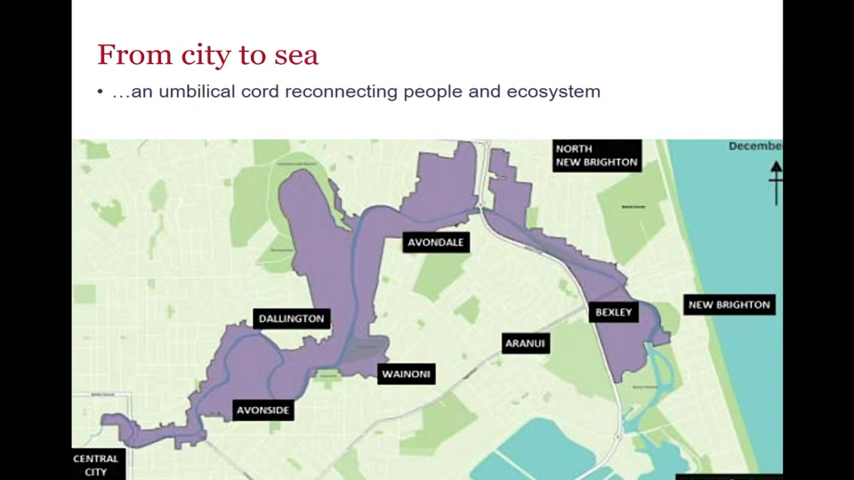 From city to sea
• …an umbilical cord reconnecting people and ecosystem
Decembe
NORTH
NEW BRIGHTON
AVONDALE
NEW BRIGHTON
BEXLEY
DALLINGTON
ARANUI
WAINONI
AVONSIDE
CENTRAL
CITY